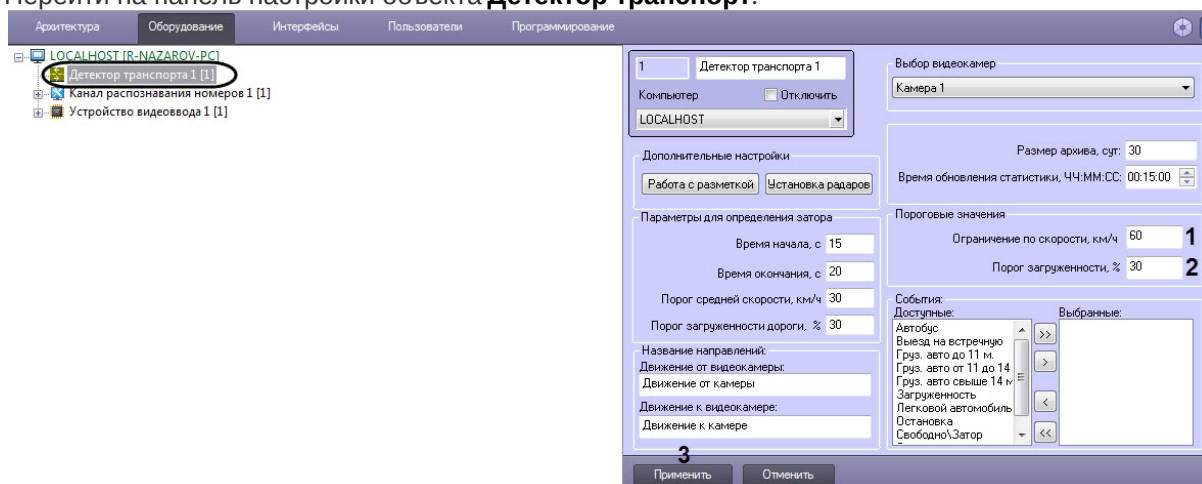 Перейти на панель настройки объекта Детектор транспорт.
Архитектура Оборудование Интерфейсы Пользователи Программирование
LOCALHOST [R-NAZAROV-PC]
Детектор транспорта 1 [1]
Канал распознавания номеров 1 [1]
Устройство видеоввода 1 [1]
1 Детектор транспорта 1
Компьютер Отключить
LOCALHOST
Дополнительные настройки
Работа с разметкой Установка радаров
Параметры для определения затора
Время начала, с 15
Время окончания, с 20
Порог средней скорости, км/ч 30
Порог загруженности дороги, % 30
Название направлений:
Движение от видеокамеры:
Движение от камеры
Движение к видеокамере:
Движение к камере
Выбор видеокамер
Камера 1
Размер архива, сут: 30
Время обновления статистики, ЧЧ:ММ:СС: 00:15:00
Пороговые значения
Ограничение по скорости, км/ч 60 1
Порог загруженности, % 30 2
События:
Доступные: Выбранные:
Автобус
Выезд на встречную
Груз. авто до 11 м.
Груз. авто от 11 до 14
Груз. авто свыше 14 м
Загруженность
Легковой автомобиль
Остановка
Свободно\Затор
>>
>
<
<<
3
Применить Отменить